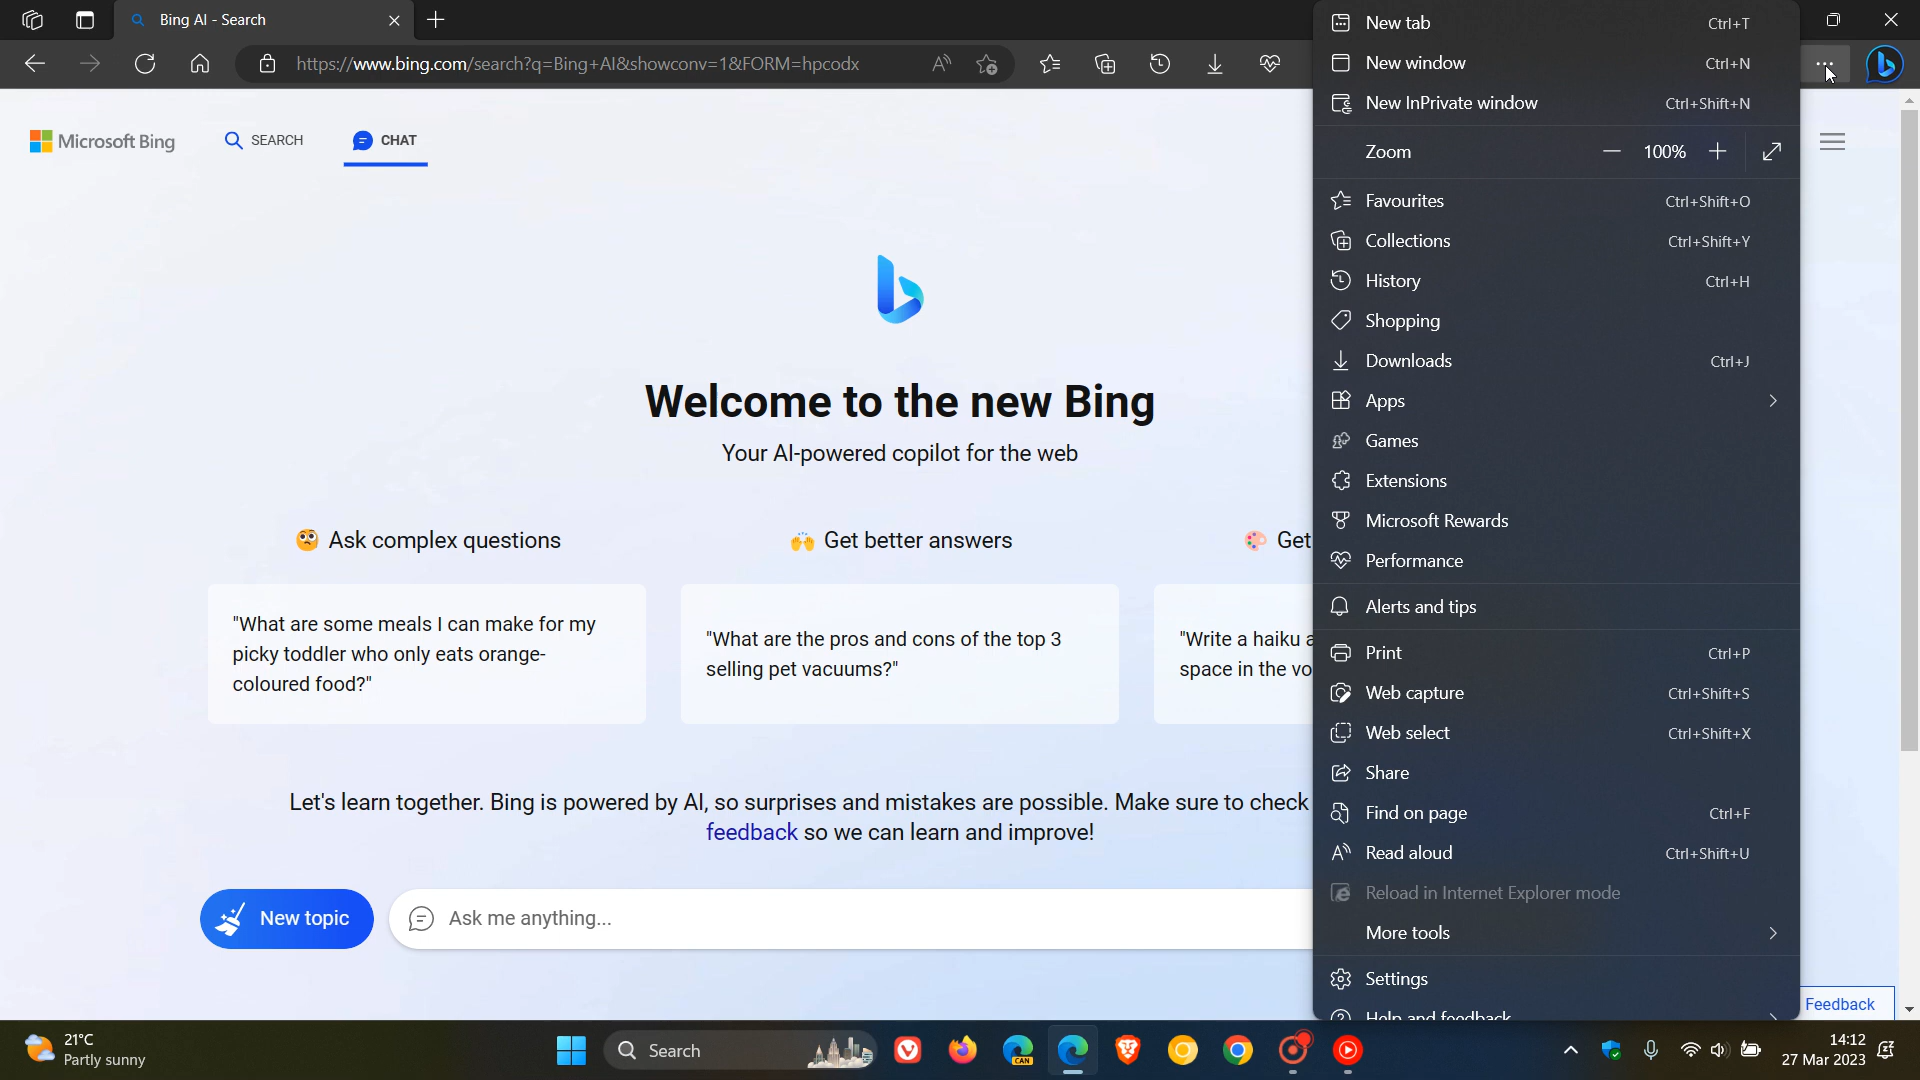 Bing AI - Search
https://www.bing.com/search?q=Bing+AI&showconv=1&FORM=hpcodx
Microsoft Bing
SEARCH
CHAT
Welcome to the new Bing
Your AI-powered copilot for the web
Ask complex questions
Get better answers
Get
"What are some meals I can make for my
picky toddler who only eats orange-
coloured food?"
"What are the pros and cons of the top 3
selling pet vacuums?"
"Write a haiku a
space in the vo
Let's learn together. Bing is powered by AI, so surprises and mistakes are possible. Make sure to check
feedback so we can learn and improve!
New topic
Ask me anything...
New tab Ctrl+T
New window Ctrl+N
New InPrivate window Ctrl+Shift+N
Zoom 100%
Favourites Ctrl+Shift+O
Collections Ctrl+Shift+Y
History Ctrl+H
Shopping
Downloads Ctrl+J
Apps
Games
Extensions
Microsoft Rewards
Performance
Alerts and tips
Print Ctrl+P
Web capture Ctrl+Shift+S
Web select Ctrl+Shift+X
Share
Find on page Ctrl+F
Read aloud Ctrl+Shift+U
Reload in Internet Explorer mode
More tools
Settings
Help and feedback
Feedback
21°C
Partly sunny
Search
CAN
14:12
27 Mar 2023